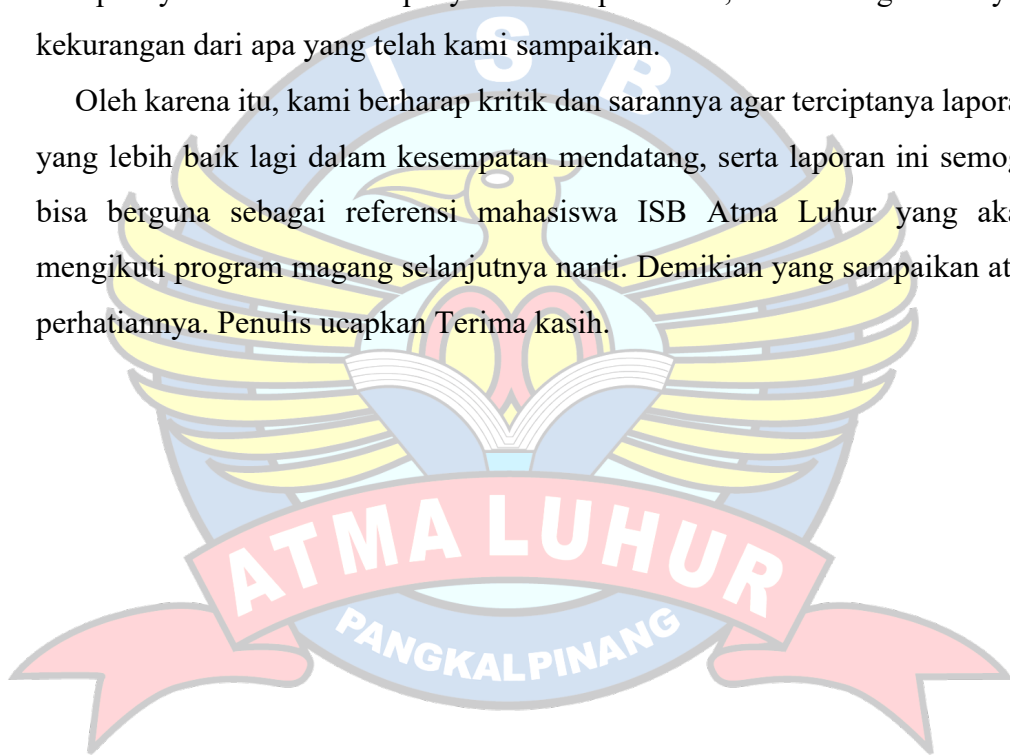 kekurangan dari apa yang telah kami sampaikan.
Oleh karena itu, kami berharap kritik dan sarannya agar terciptanya
yang lebih baik lagi dalam kesempatan mendatang, serta laporan ini
bisa berguna sebagai referensi mahasiswa ISB Atma Luhur yang
mengikuti program magang selanjutnya nanti. Demikian yang sampaikan
perhatiannya. Penulis ucapkan Terima kasih.
ISB
ATMA LUHUR
PANGKALPINANG